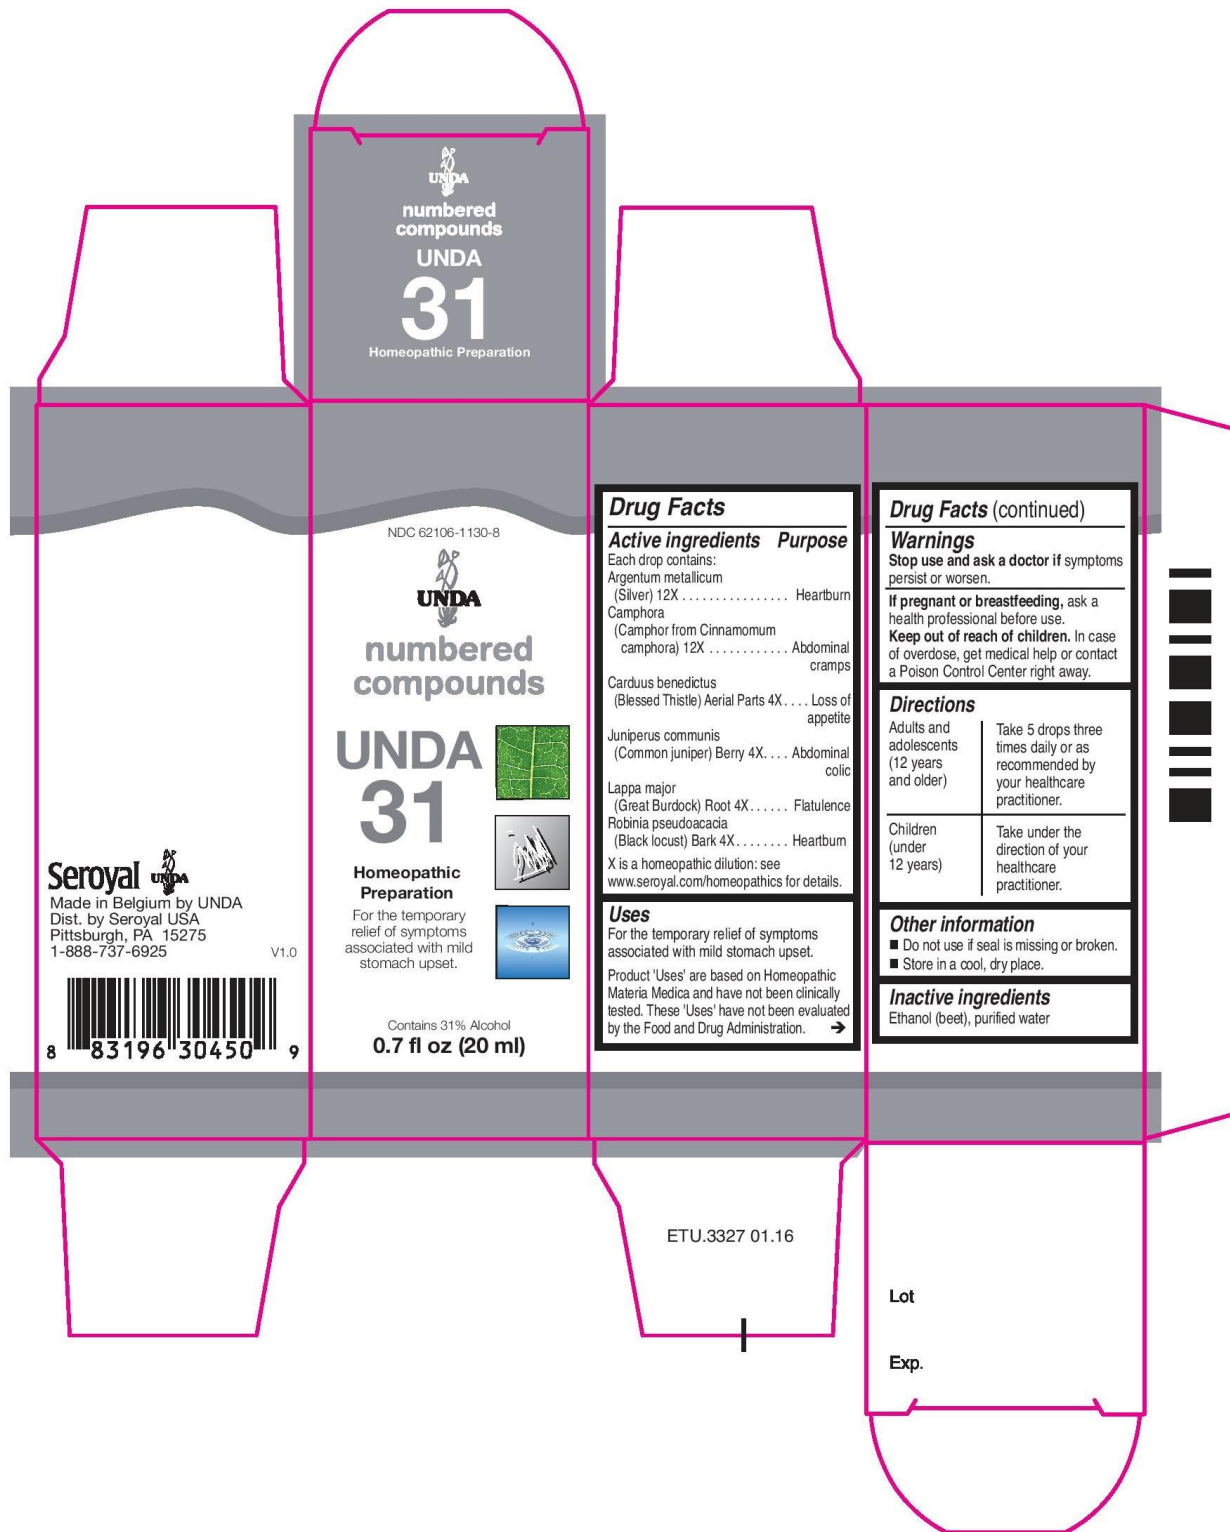 UNDA
numbered
compounds
UNDA
31
Homeopathic Preparation
Seroyal UNDA
Made in Belgium by UNDA
Dist. by Seroyal USA
Pittsburgh, PA 15275
1-888-737-6925
V1.0
8 83196 30450 9
NDC 62106-1130-8
UNDA
numbered
compounds
UNDA
31
Homeopathic
Preparation
For the temporary
relief of symptoms
associated with mild
stomach upset.
Contains 31% Alcohol
0.7 fl oz (20 ml)
Drug Facts
Active ingredients Purpose
Each drop contains:
Argentum metallicum
(Silver) 12X . . . . . . . . . . . . . . . . Heartburn
Camphora
(Camphor from Cinnamomum
camphora) 12X . . . . . . . . . . . . Abdominal
cramps
Carduus benedictus
(Blessed Thistle) Aerial Parts 4X . . . . Loss of
appetite
Juniperus communis
(Common juniper) Berry 4X. . . . Abdominal
colic
Lappa major
(Great Burdock) Root 4X . . . . . . Flatulence
Robinia pseudoacacia
(Black locust) Bark 4X. . . . . . . . Heartburn
X is a homeopathic dilution: see
www.seroyal.com/homeopathics for details.
Uses
For the temporary relief of symptoms
associated with mild stomach upset.
Product 'Uses' are based on Homeopathic
Materia Medica and have not been clinically
tested. These 'Uses' have not been evaluated
by the Food and Drug Administration. ➔
Drug Facts (continued)
Warnings
Stop use and ask a doctor if symptoms
persist or worsen.
If pregnant or breastfeeding, ask a
health professional before use.
Keep out of reach of children. In case
of overdose, get medical help or contact
a Poison Control Center right away.
Directions
Adults and
adolescents
(12 years
and older)
Take 5 drops three
times daily or as
recommended by
your healthcare
practitioner.
Children
(under
12 years)
Take under the
direction of your
healthcare
practitioner.
Other information
■ Do not use if seal is missing or broken.
■ Store in a cool, dry place.
Inactive ingredients
Ethanol (beet), purified water
ETU.3327 01.16
Lot
Exp.